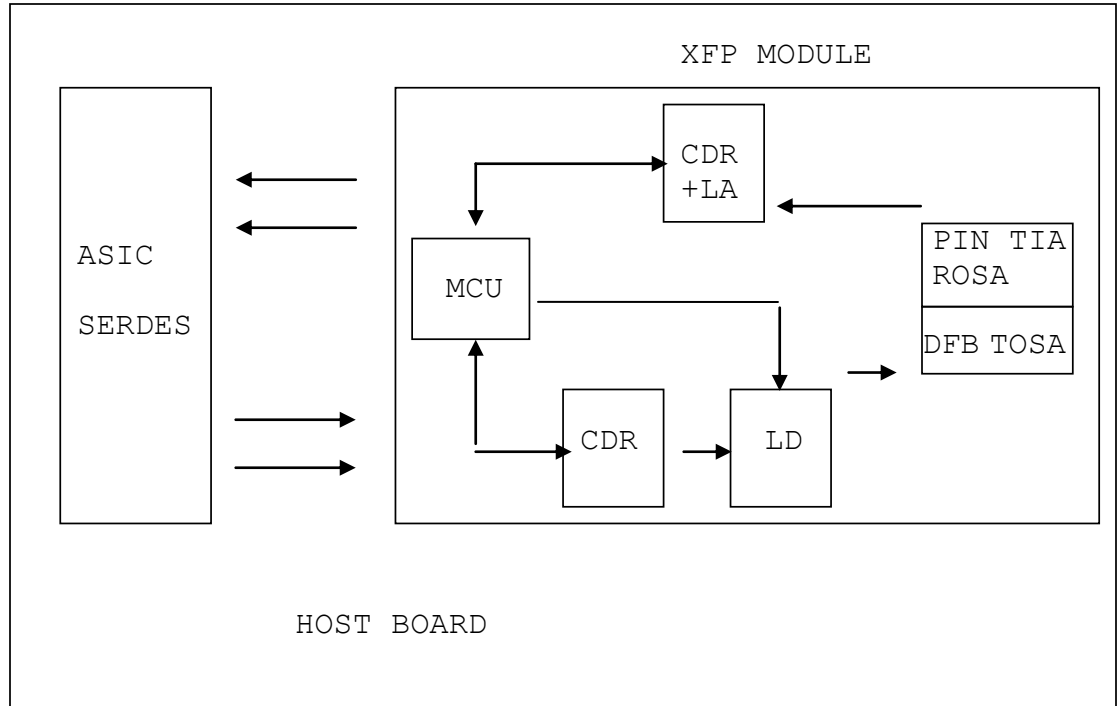 XFP MODULE
CDR
+LA
ASIC
SERDES
PIN TIA
ROSA
MCU
DFB TOSA
CDR
LD
HOST BOARD